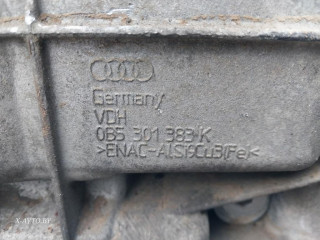 Germany
VDH
0B5 301 383 K
>ENAC-AlSi9Cu3(Fe)<